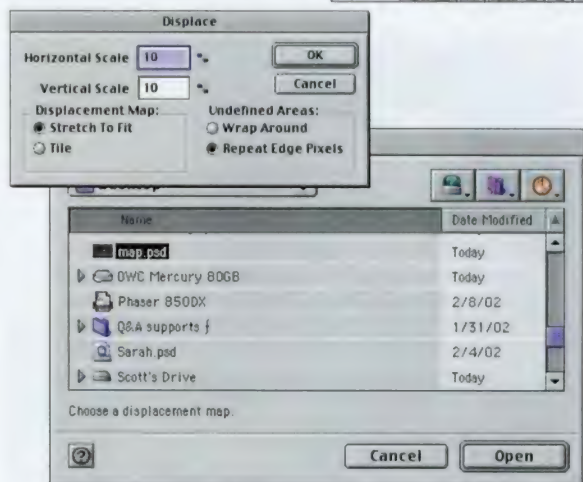 Displace
Horizontal Scale 10 %
Vertical Scale 10 %
OK
Cancel
Displacement Map:
Stretch To Fit
Tile
Undefined Areas:
Wrap Around
Repeat Edge Pixels
Name Date Modified
map.psd Today
OWC Mercury 80GB Today
Phaser 850DX 2/8/02
Q&A supports ƒ 1/31/02
Sarah.psd 2/4/02
Scott's Drive Today
Choose a displacement map.
Cancel Open